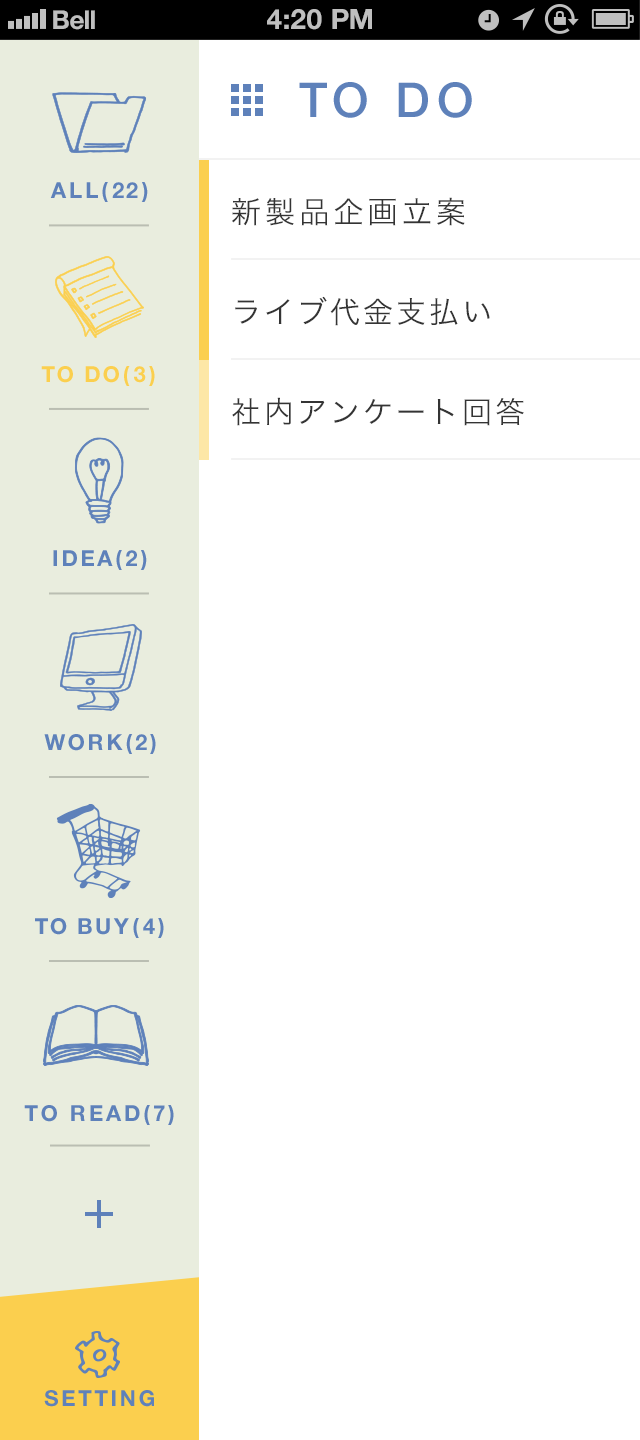 Bell 4:20 PM
ALL(22)
TO DO(3)
IDEA(2)
WORK(2)
TO BUY(4)
TO READ(7)
+
SETTING
TO DO
新製品企画立案
ライブ代金支払い
社内アンケート回答